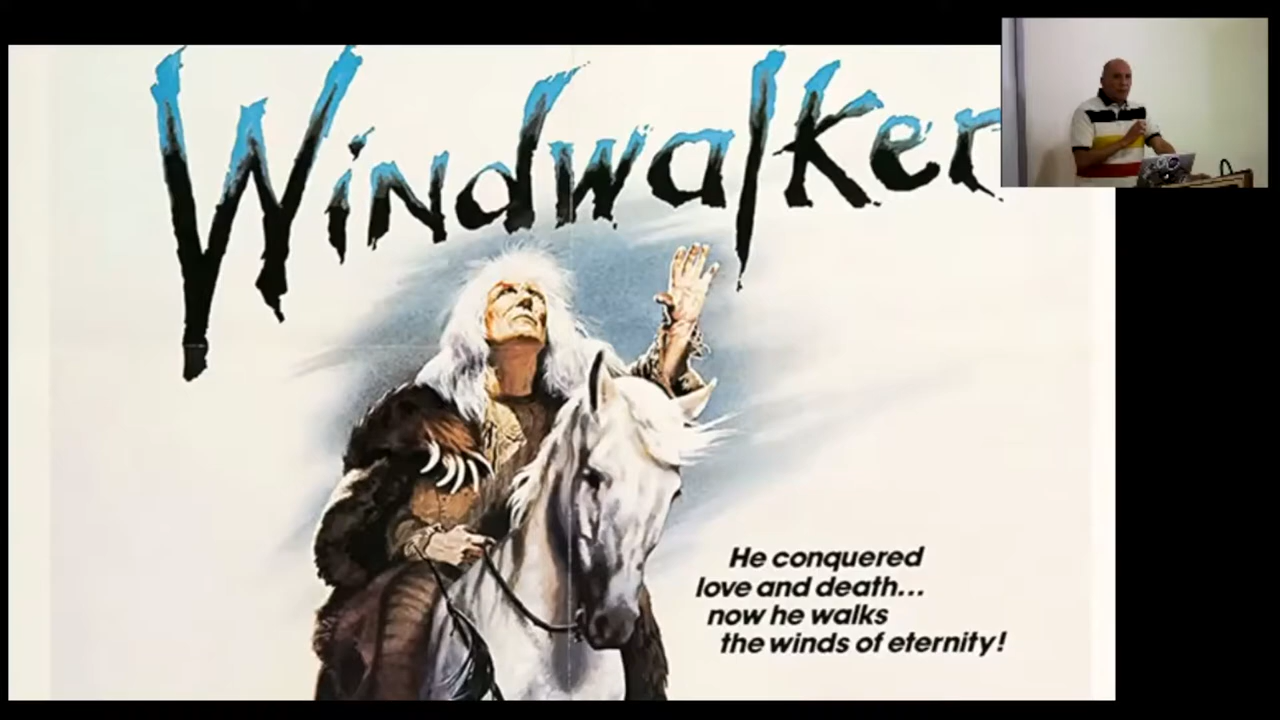 Windwalker
He conquered
love and death...
now he walks
the winds of eternity!